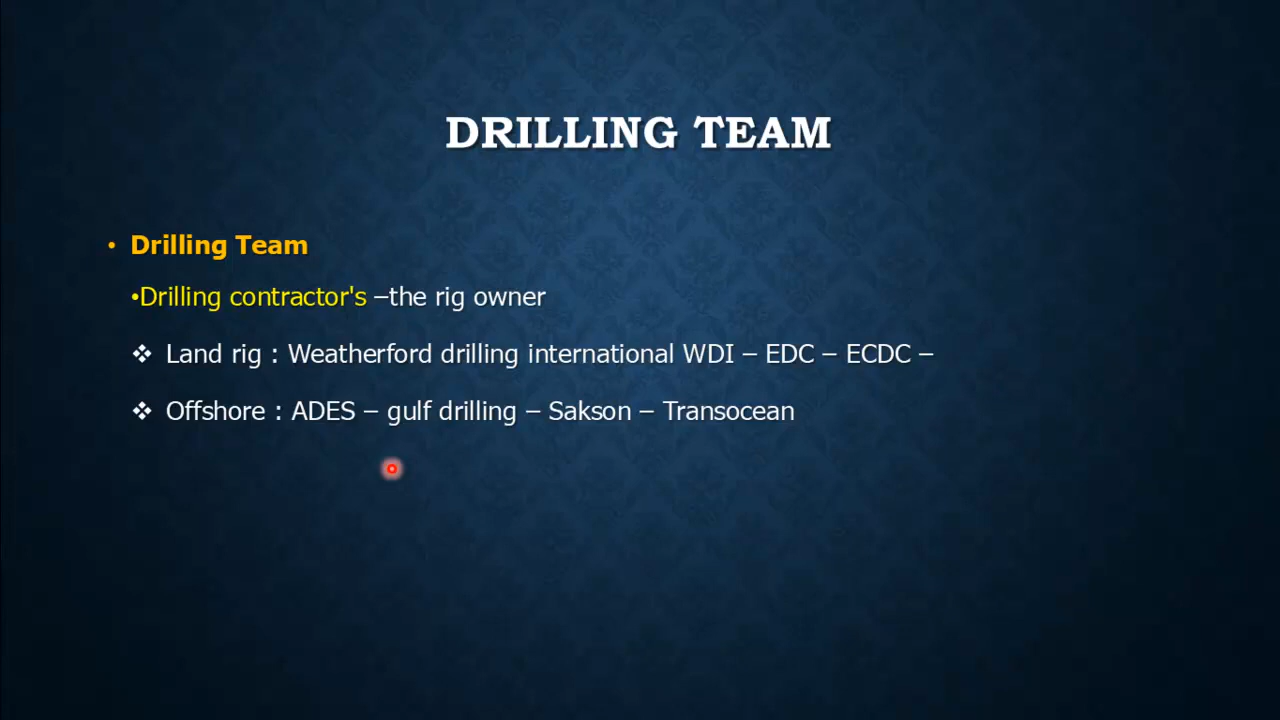 DRILLING TEAM
• Drilling Team
•Drilling contractor's –the rig owner
❖ Land rig : Weatherford drilling international WDI – EDC – ECDC –
❖ Offshore : ADES – gulf drilling – Sakson – Transocean